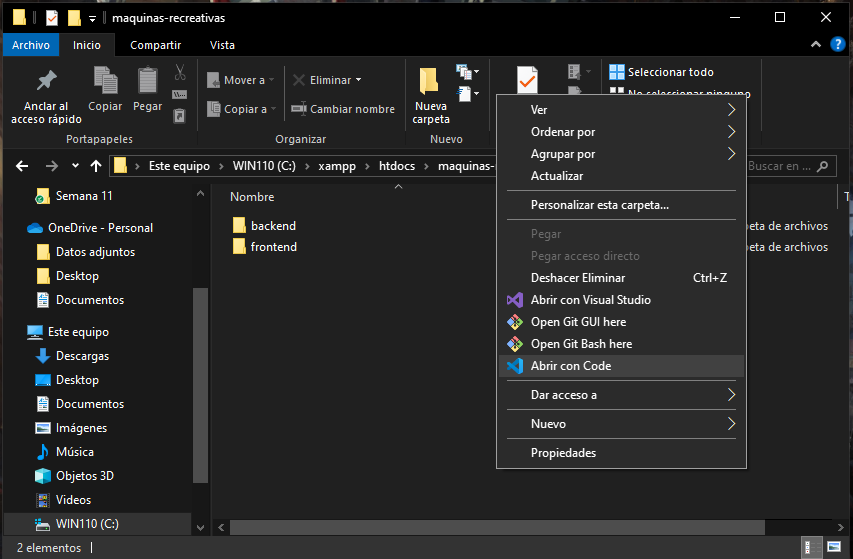 maquinas-recreativas
Archivo
Inicio
Compartir
Vista
Anclar al
acceso rápido
Copiar
Pegar
Mover a
Copiar a
Eliminar
Cambiar nombre
Nueva
carpeta
Seleccionar todo
No seleccionar ninguno
Portapapeles
Organizar
Nuevo
Este equipo
WIN110 (C:)
xampp
htdocs
maquinas-
Buscar en ...
Semana 11
OneDrive - Personal
Datos adjuntos
Desktop
Documentos
Este equipo
Descargas
Desktop
Documentos
Imágenes
Música
Objetos 3D
Videos
WIN110 (C:)
Nombre
T
backend
peta de archivos
frontend
peta de archivos
Ver
Ordenar por
Agrupar por
Actualizar
Personalizar esta carpeta...
Pegar
Pegar acceso directo
Deshacer Eliminar Ctrl+Z
Abrir con Visual Studio
Open Git GUI here
Open Git Bash here
Abrir con Code
Dar acceso a
Nuevo
Propiedades
2 elementos